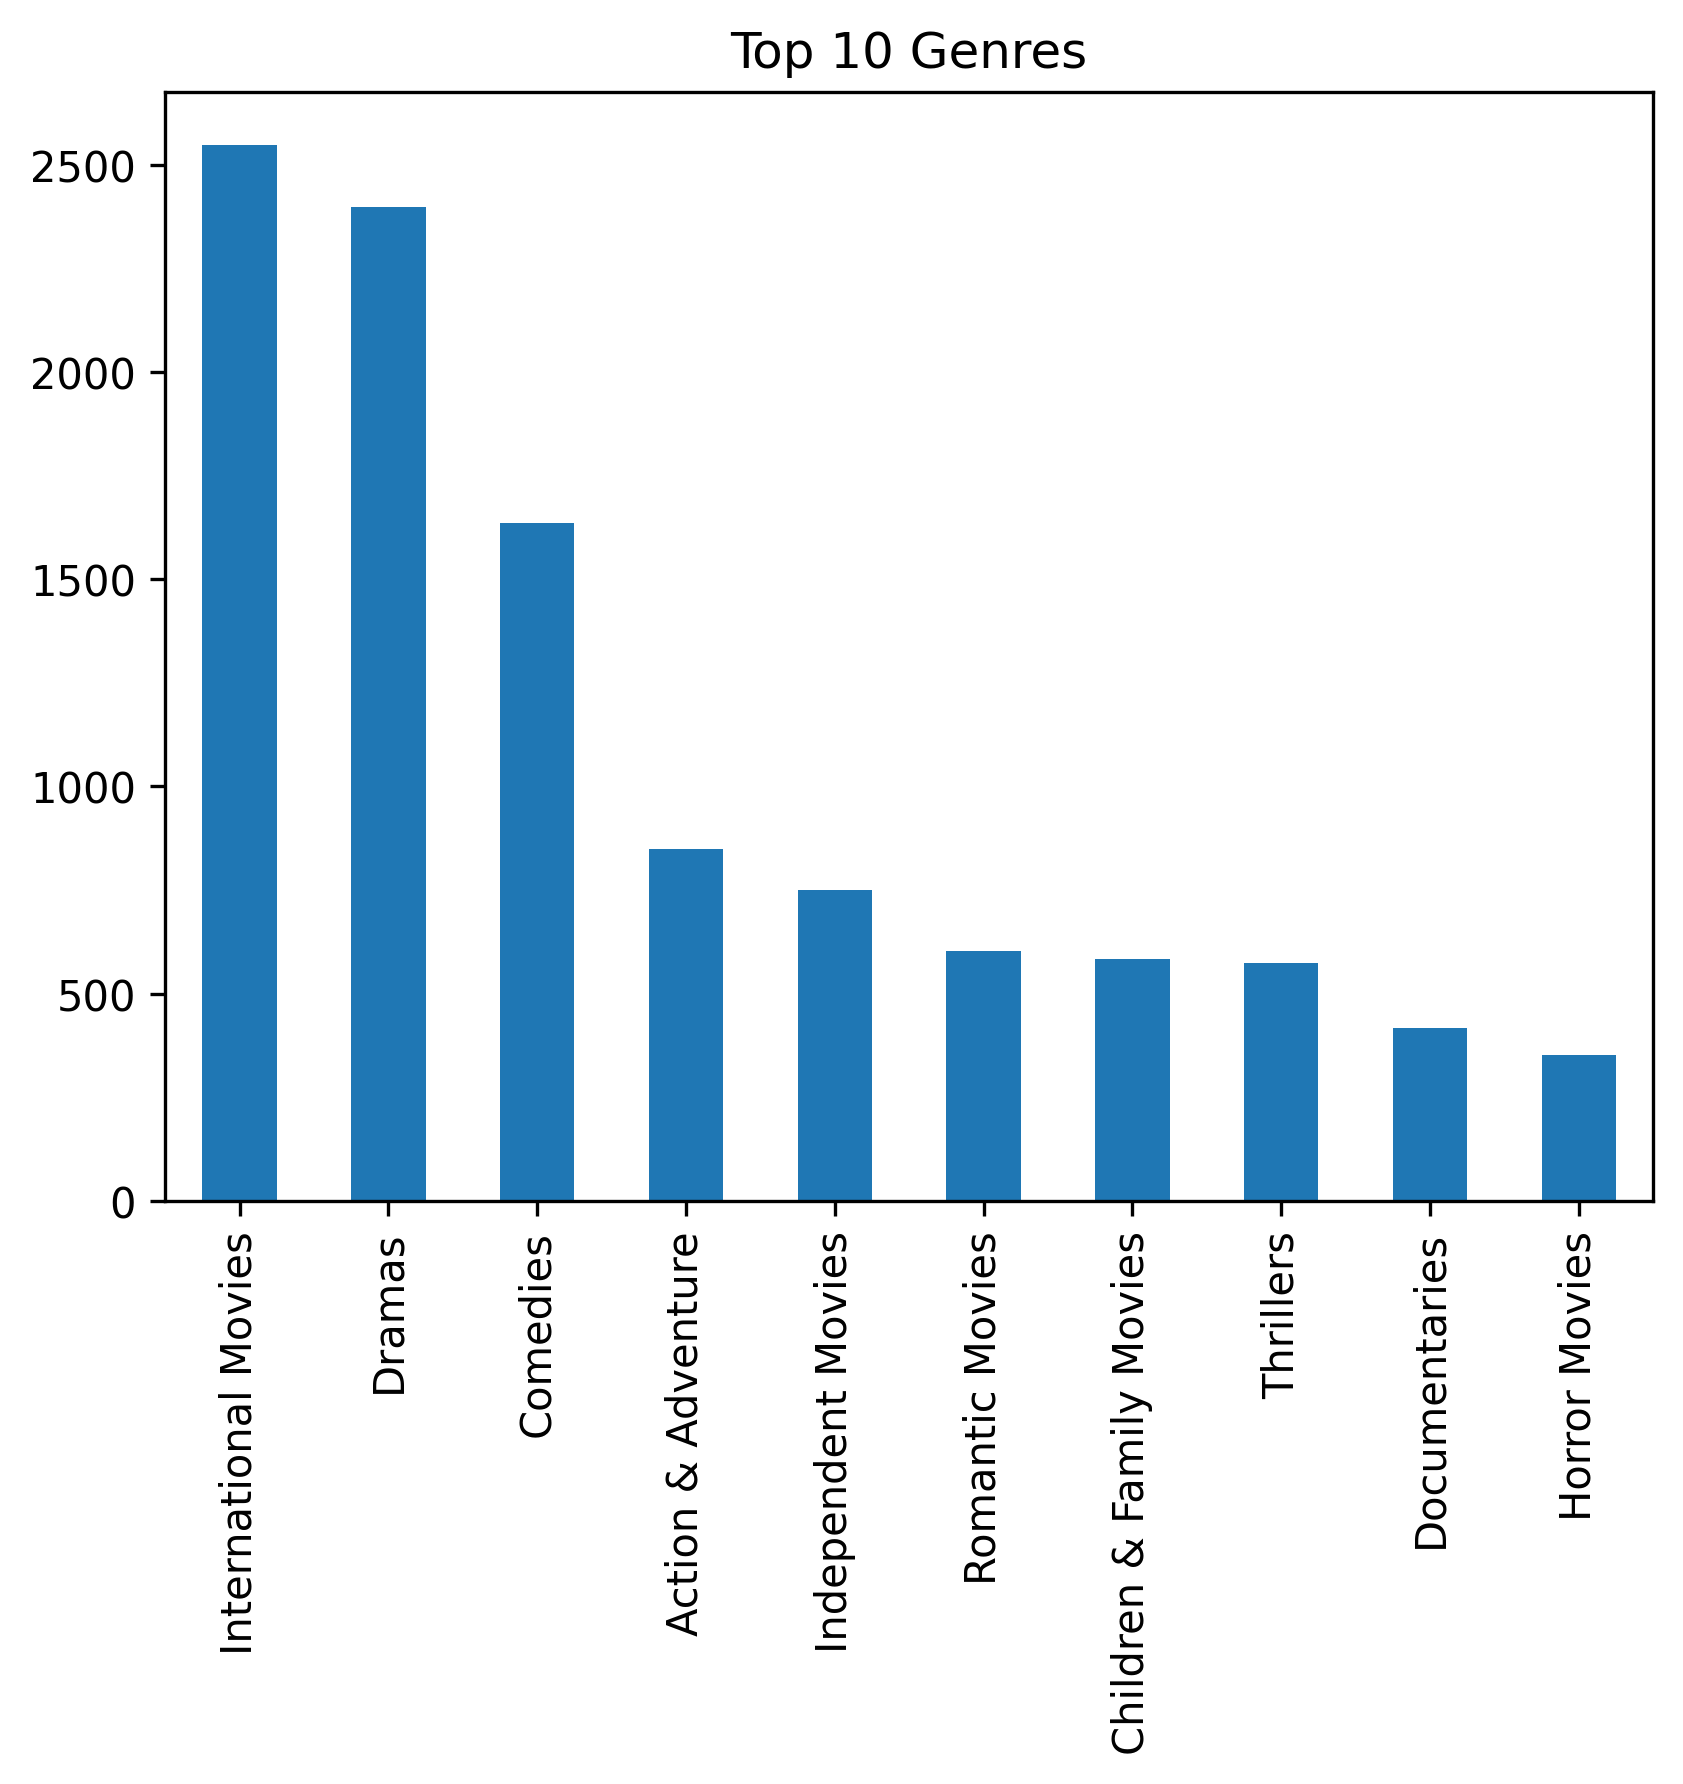 Top 10 Genres
2500
2000
1500
1000
500
0
International Movies
Dramas
Comedies
Action & Adventure
Independent Movies
Romantic Movies
Children & Family Movies
Thrillers
Documentaries
Horror Movies